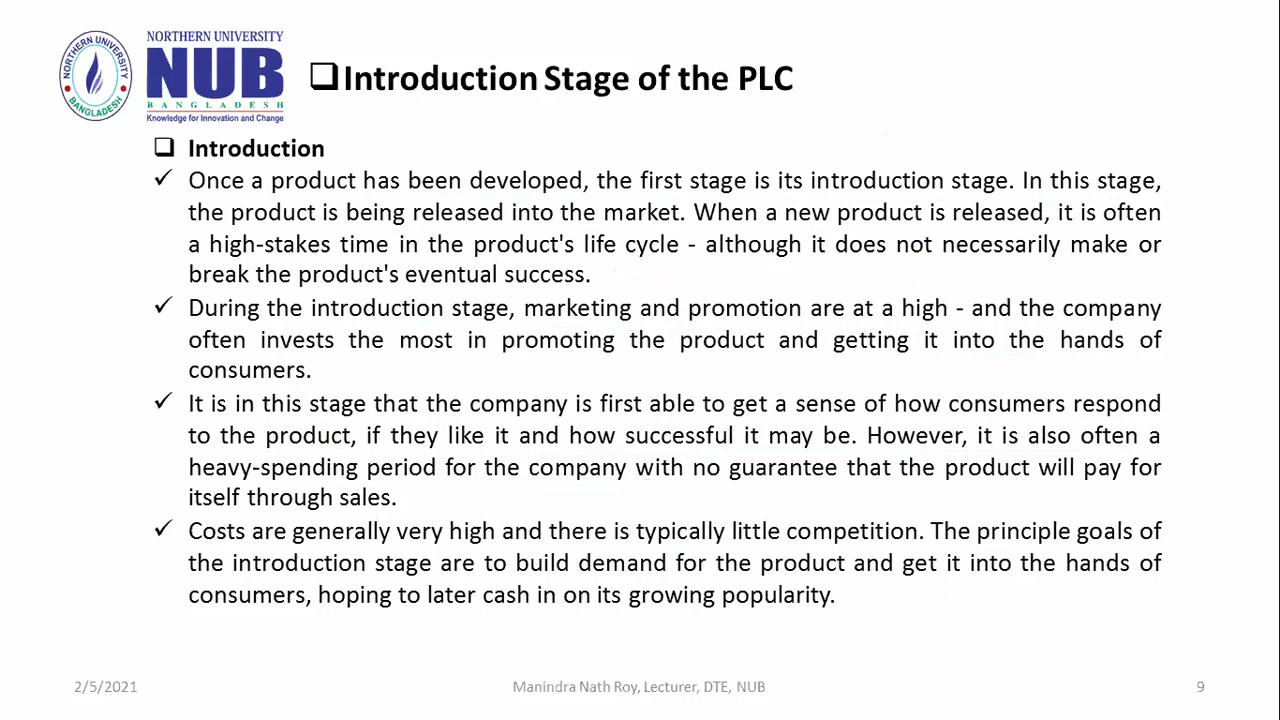 NORTHERN UNIVERSITY
BANGLADESH
NORTHERN UNIVERSITY
NUB
BANGLADESH
Knowledge for Innovation and Change
Introduction Stage of the PLC
Introduction
Once a product has been developed, the first stage is its introduction stage. In this stage,
the product is being released into the market. When a new product is released, it is often
a high-stakes time in the product's life cycle - although it does not necessarily make or
break the product's eventual success.
During the introduction stage, marketing and promotion are at a high - and the company
often invests the most in promoting the product and getting it into the hands of
consumers.
It is in this stage that the company is first able to get a sense of how consumers respond
to the product, if they like it and how successful it may be. However, it is also often a
heavy-spending period for the company with no guarantee that the product will pay for
itself through sales.
Costs are generally very high and there is typically little competition. The principle goals of
the introduction stage are to build demand for the product and get it into the hands of
consumers, hoping to later cash in on its growing popularity.
2/5/2021
Manindra Nath Roy, Lecturer, DTE, NUB
9